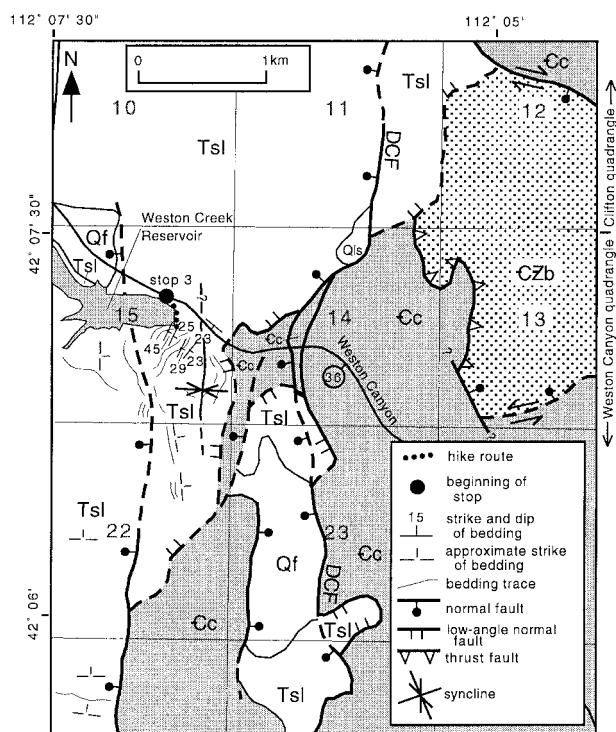 112° 07' 30"
112° 05'
N
0 1km
10
11
Tsl
Tsl
DCF
Cc
12
Clifton quadrangle
Weston Canyon quadrangle
42° 07' 30"
Qf
Tsl
Weston Creek
Reservoir
stop 3
Qls
?
15
25
23
45
29
23
Cc
Cc
14
Cc
36
Weston Canyon
CZb
13
?
?
Tsl
Tsl
Tsl
22
23
Qf
Cc
DCF
Cc
Tsl
Tsl
42° 06'
hike route
beginning of
stop
15 strike and dip
of bedding
approximate strike
of bedding
bedding trace
normal fault
low-angle normal
fault
thrust fault
syncline